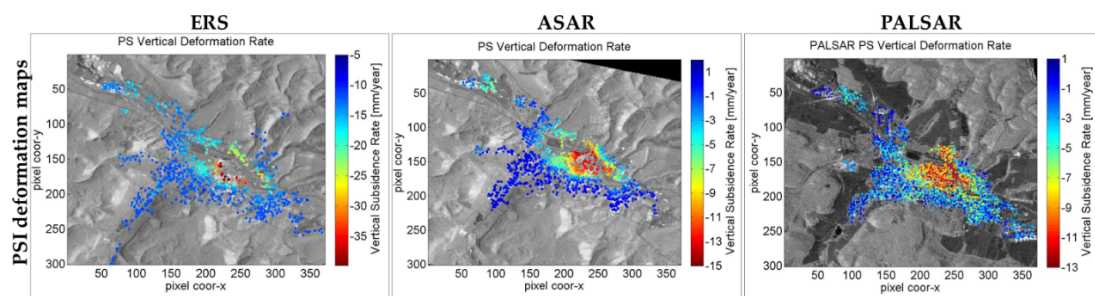 ERS
ASAR
PALSAR
PSI deformation maps
PS Vertical Deformation Rate
50
100
150
200
250
300
pixel coor-y
50 100 150 200 250 300 350
pixel coor-x
-5
-10
-15
-20
-25
-30
-35
Vertical Subsidence Rate [mm/year]
PS Vertical Deformation Rate
50
100
150
200
250
300
pixel coor-y
50 100 150 200 250 300 350
pixel coor-x
1
-1
-3
-5
-7
-9
-11
-13
-15
Vertical Subsidence Rate [mm/year]
PALSAR PS Vertical Deformation Rate
50
100
150
200
250
300
pixel coor-y
50 100 150 200 250 300 350
pixel coor-x
1
-1
-3
-5
-7
-9
-11
-13
Vertical Subsidence Rate [mm/year]